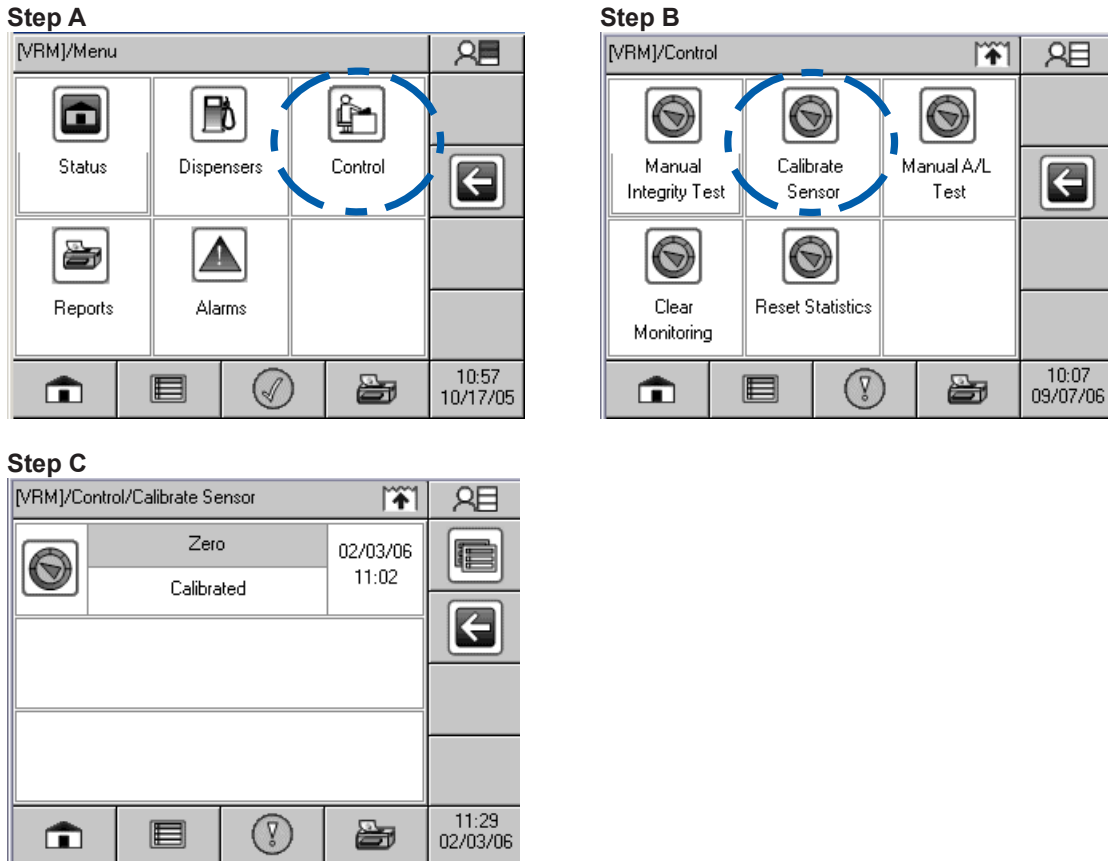 Step A
[VRM]/Menu
Status
Dispensers
Control
Reports
Alarms
10:57
10/17/05
Step B
[VRM]/Control
Manual
Integrity Test
Calibrate
Sensor
Manual A/L
Test
Clear
Monitoring
Reset Statistics
10:07
09/07/06
Step C
[VRM]/Control/Calibrate Sensor
Zero
Calibrated
02/03/06
11:02
11:29
02/03/06